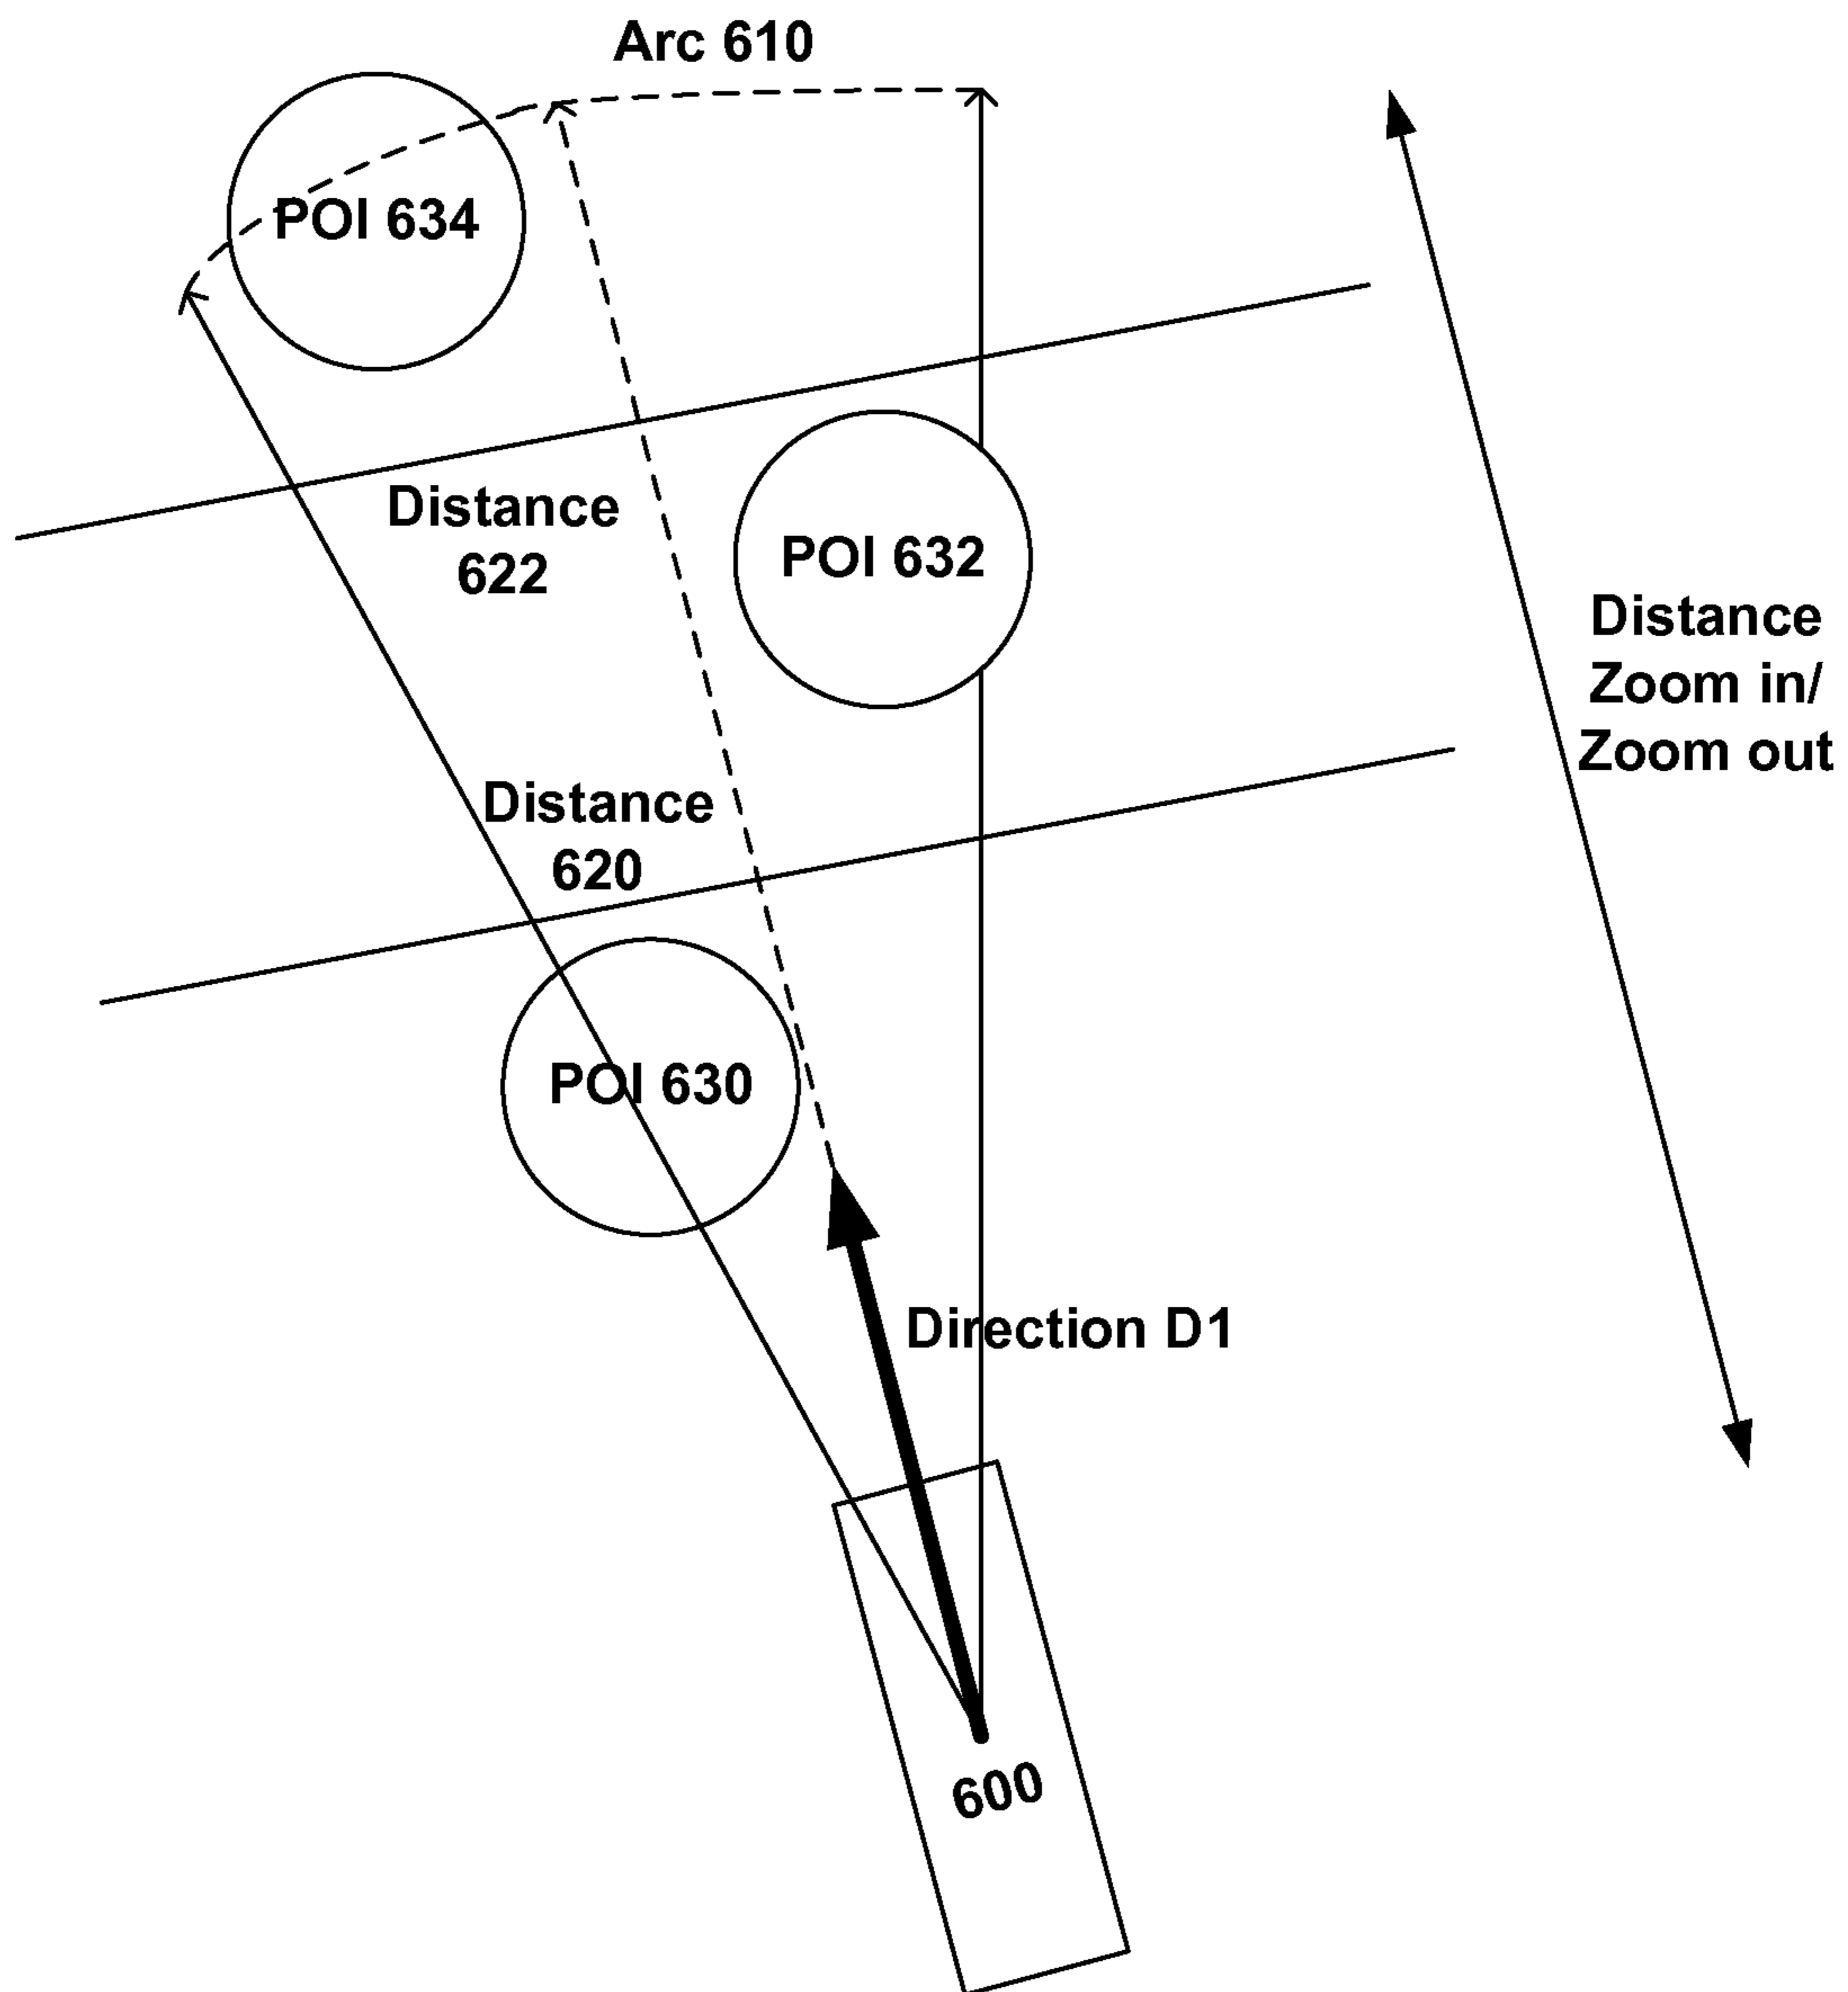 Arc 610
POI 634
Distance
622
POI 632
Distance
Zoom in/
Zoom out
Distance
620
POI 630
Direction D1
600